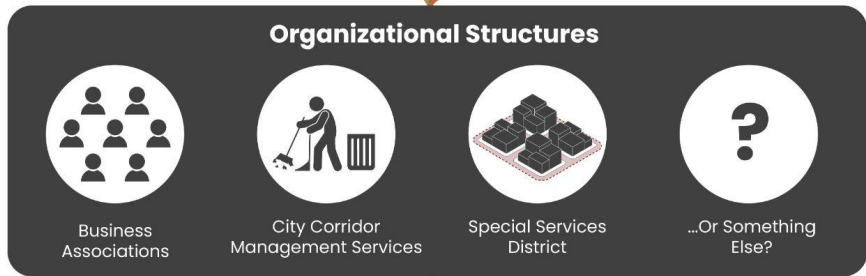 Organizational Structures
Business
Associations
City Corridor
Management Services
Special Services
District
...Or Something
Else?
?